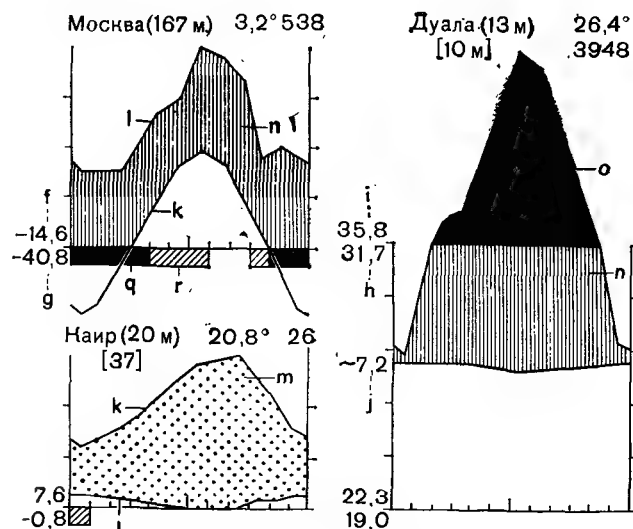 Москва (167 м) 3,2° 538
l
n
k
f
-14,6
-40,8
g
q
r
Каир (20 м) 20,8° 26
[37]
k
m
7,6
-0,8
l
Дуала (13 м) 26,4°
[10 м] 3948
i
o
35,8
31,7
h
n
~7,2
j
22,3
19,0